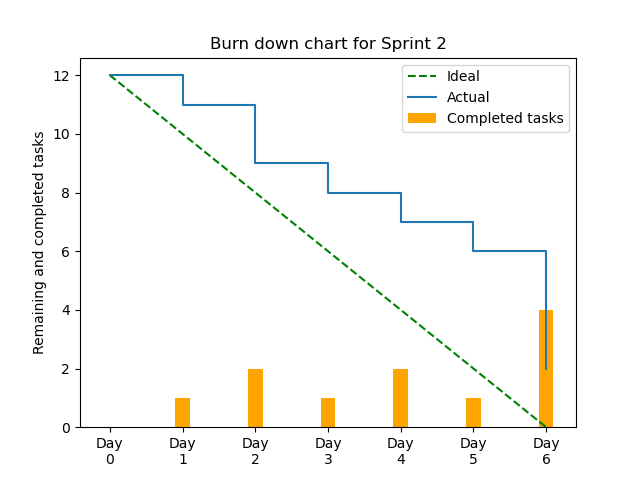 Burn down chart for Sprint 2
Ideal
Actual
Completed tasks
Remaining and completed tasks
12
10
8
6
4
2
0
Day
0
Day
1
Day
2
Day
3
Day
4
Day
5
Day
6